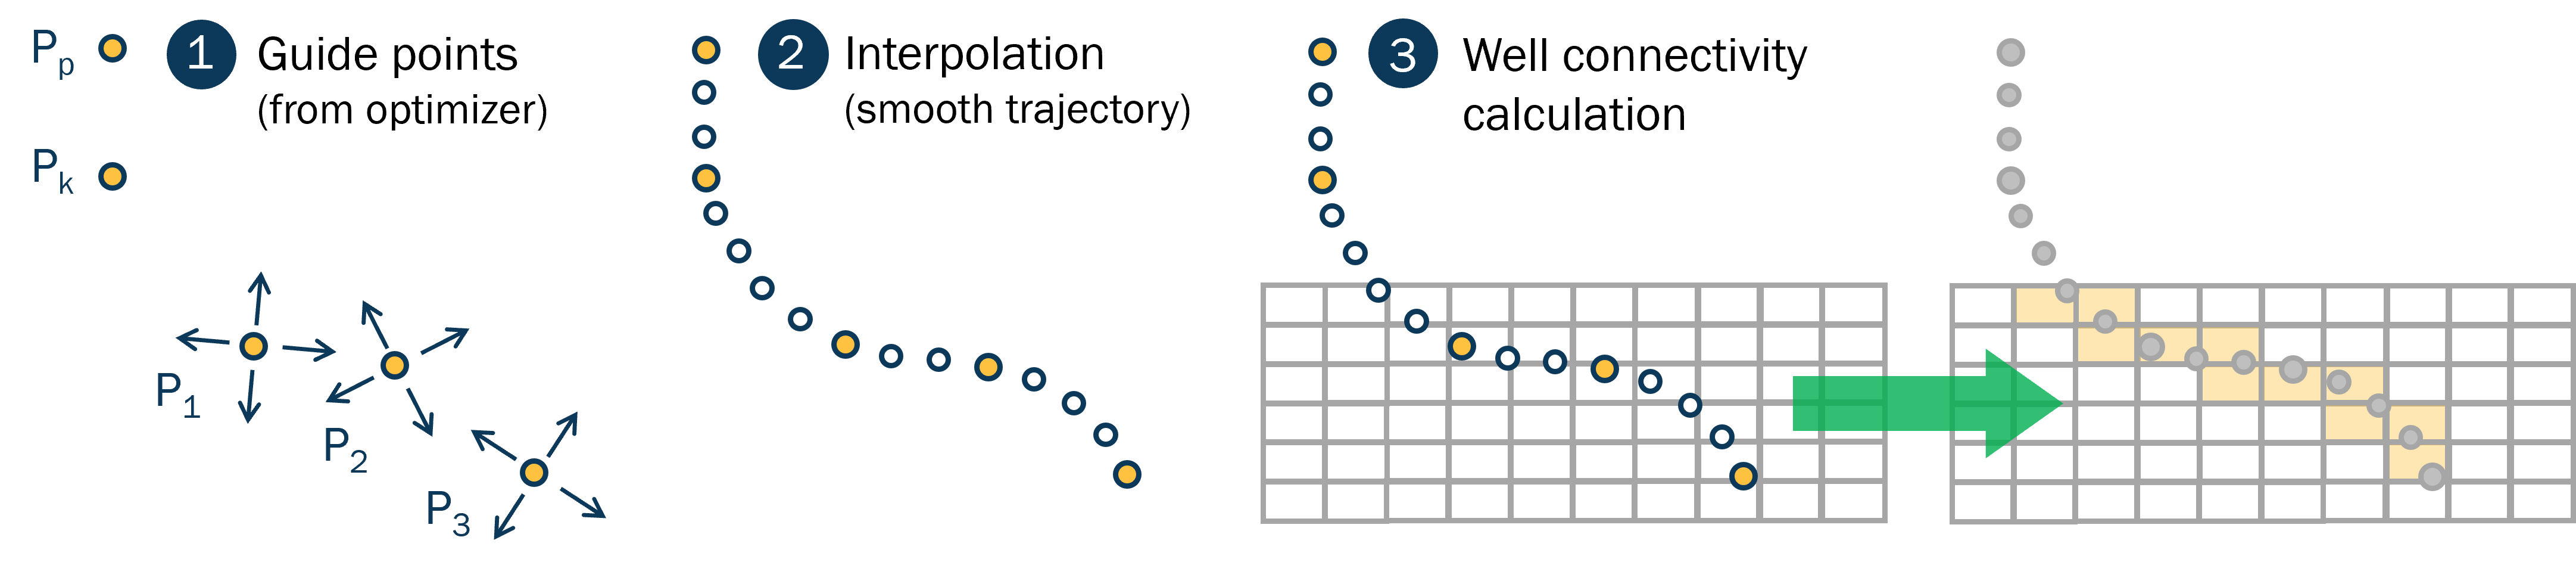 P_p
1 Guide points
(from optimizer)
P_k
P_1
P_2
P_3
2 Interpolation
(smooth trajectory)
3 Well connectivity
calculation